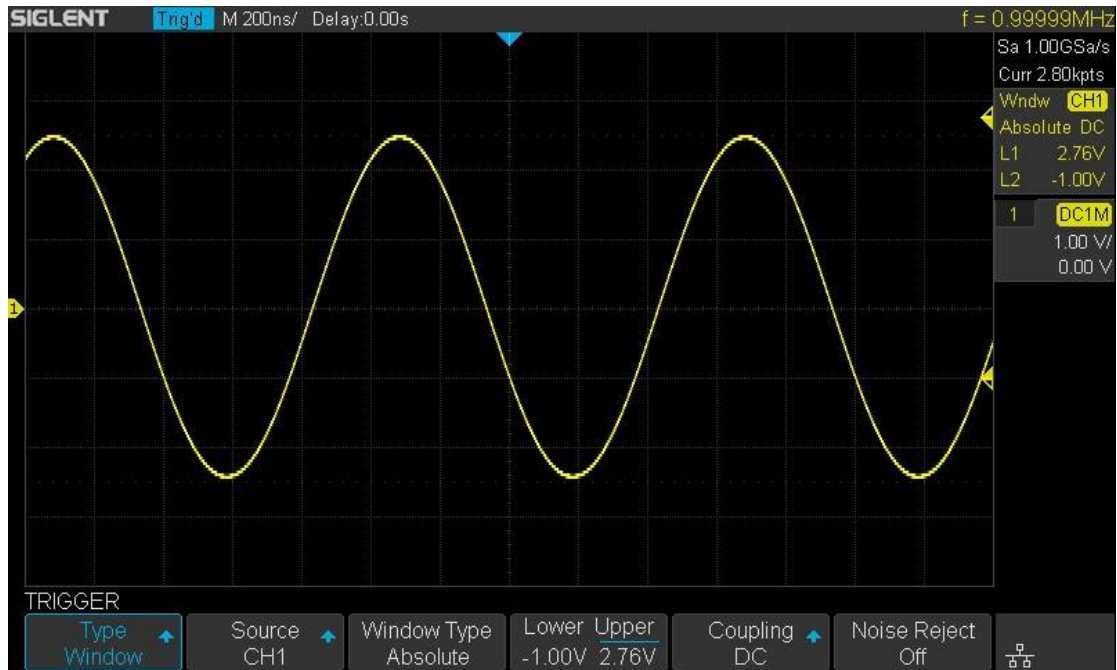 SIGLENT Trig'd M 200ns/ Delay:0.00s f = 0.99999MHz
Sa 1.00GSa/s
Curr 2.80kpts
Wndw CH1
Absolute DC
L1 2.76V
L2 -1.00V
1 DC1M
1.00 V/
0.00 V
1
TRIGGER
Type
Window
Source
CH1
Window Type
Absolute
Lower Upper
-1.00V 2.76V
Coupling
DC
Noise Reject
Off